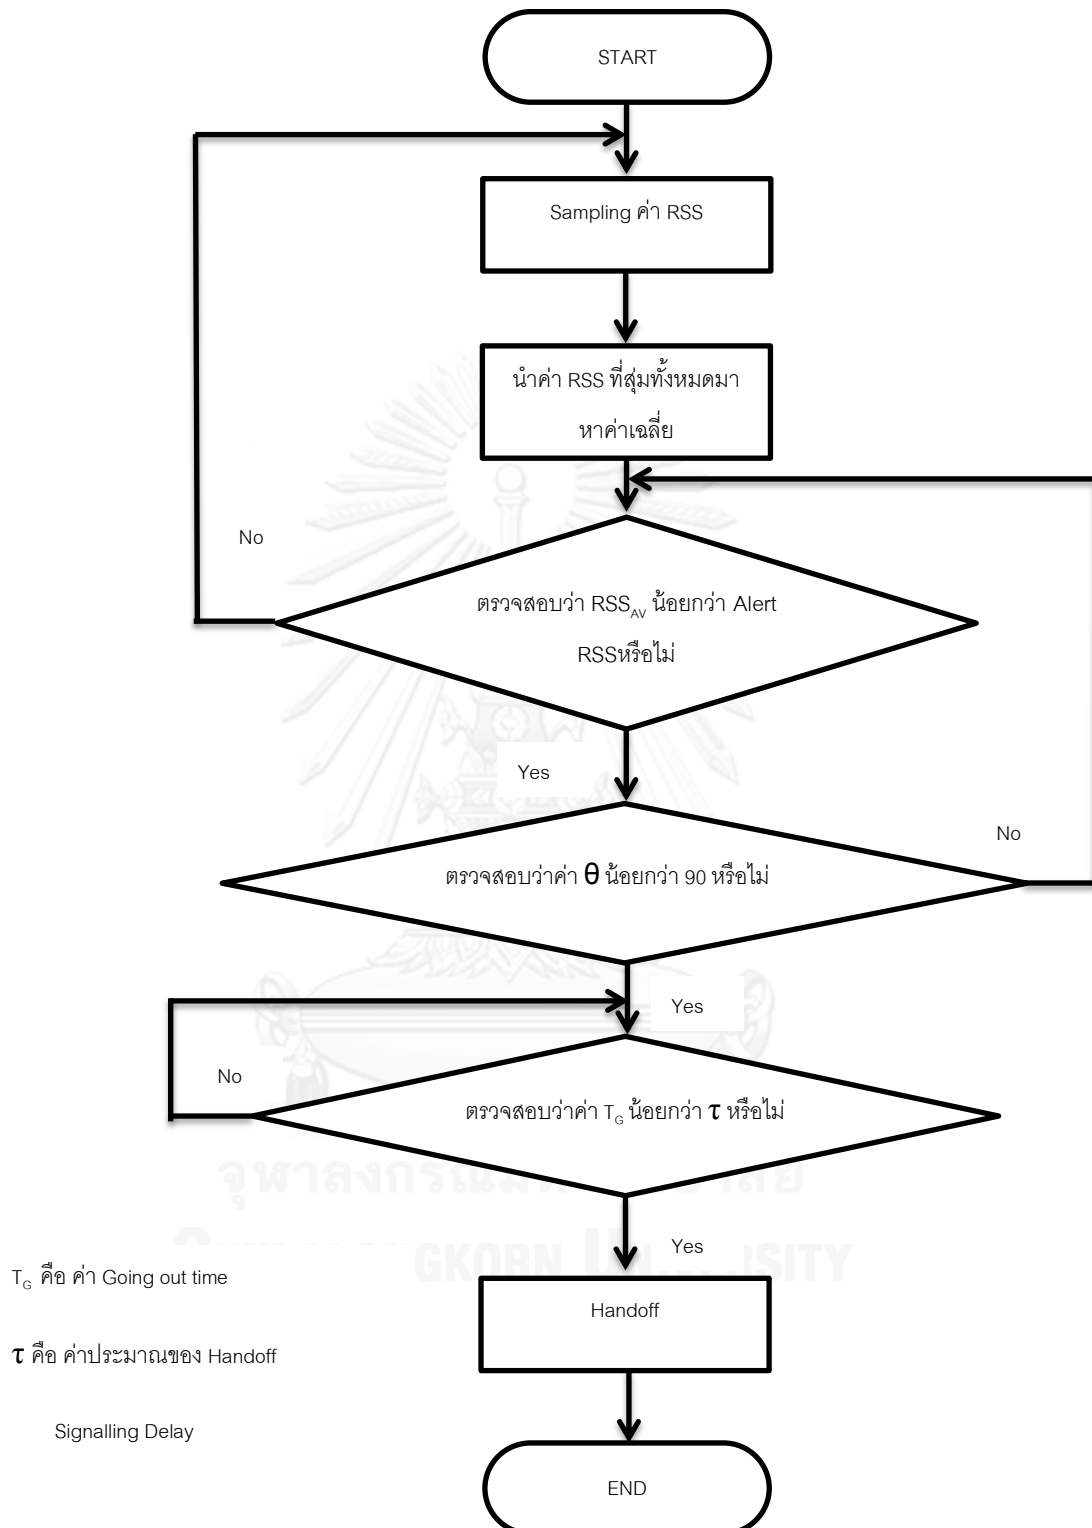 START
Sampling ค่า RSS
นำค่า RSS ที่สุ่มทั้งหมดมา
หาค่าเฉลี่ย
No
ตรวจสอบว่า RSS_AV น้อยกว่า Alert
RSSหรือไม่
Yes
No
ตรวจสอบว่าค่า θ น้อยกว่า 90 หรือไม่
Yes
No
ตรวจสอบว่าค่า T_G น้อยกว่า τ หรือไม่
Yes
T_G คือ ค่า Going out time
Handoff
τ คือ ค่าประมาณของ Handoff
Signalling Delay
END